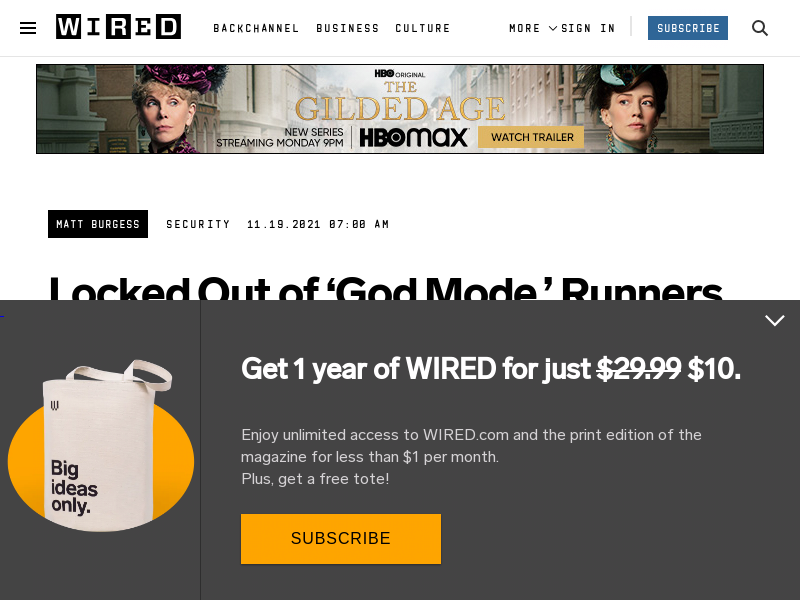 WIRED
BACKCHANNEL BUSINESS CULTURE MORE SIGN IN SUBSCRIBE
HBO ORIGINAL
THE
GILDED AGE
NEW SERIES
STREAMING MONDAY 9PM
HBOMAX
WATCH TRAILER
MATT BURGESS SECURITY 11.19.2021 07:00 AM
Locked Out of ‘God Mode,’ Runners
Get 1 year of WIRED for just $29.99 $10.
W
Big
ideas
only.
Enjoy unlimited access to WIRED.com and the print edition of the
magazine for less than $1 per month.
Plus, get a free tote!
SUBSCRIBE